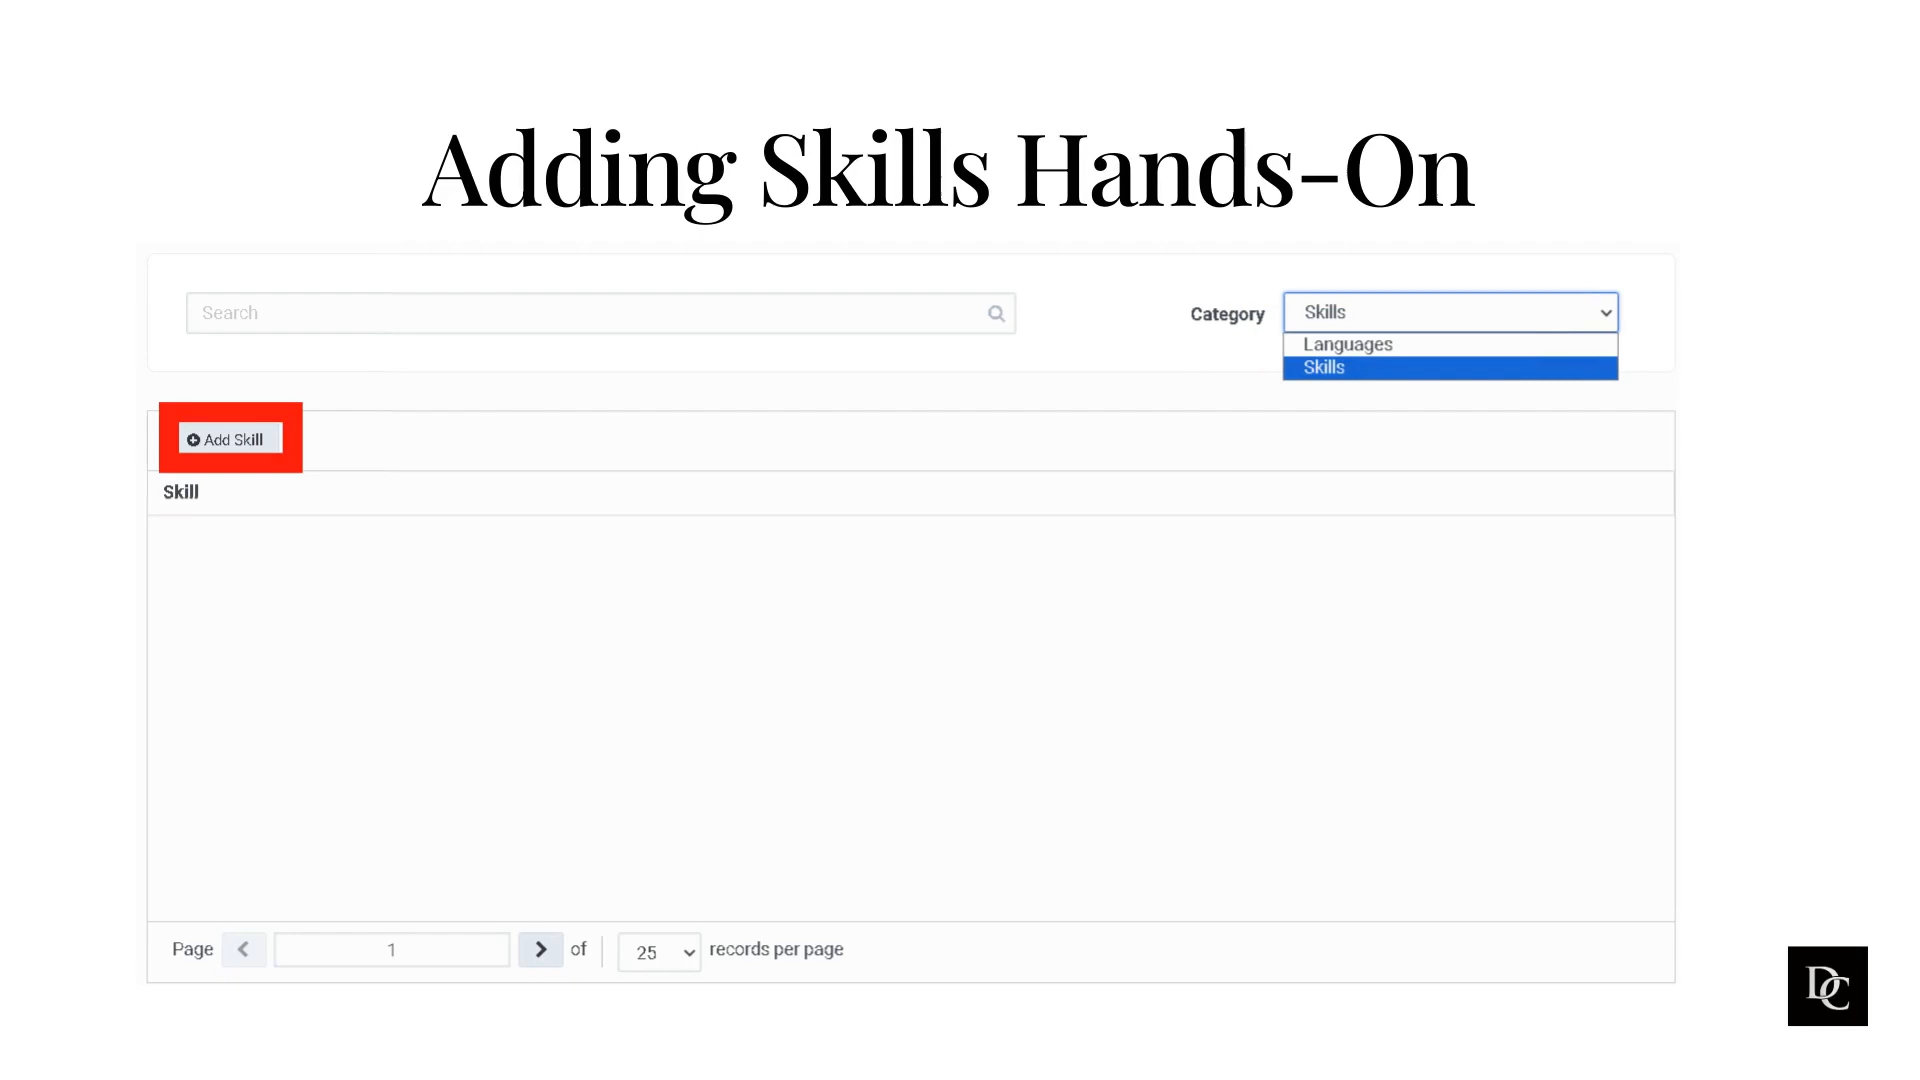 Adding Skills Hands-On
Search
Category
Skills
Languages
Skills
Add Skill
Skill
Page
1
of
25
records per page
DC